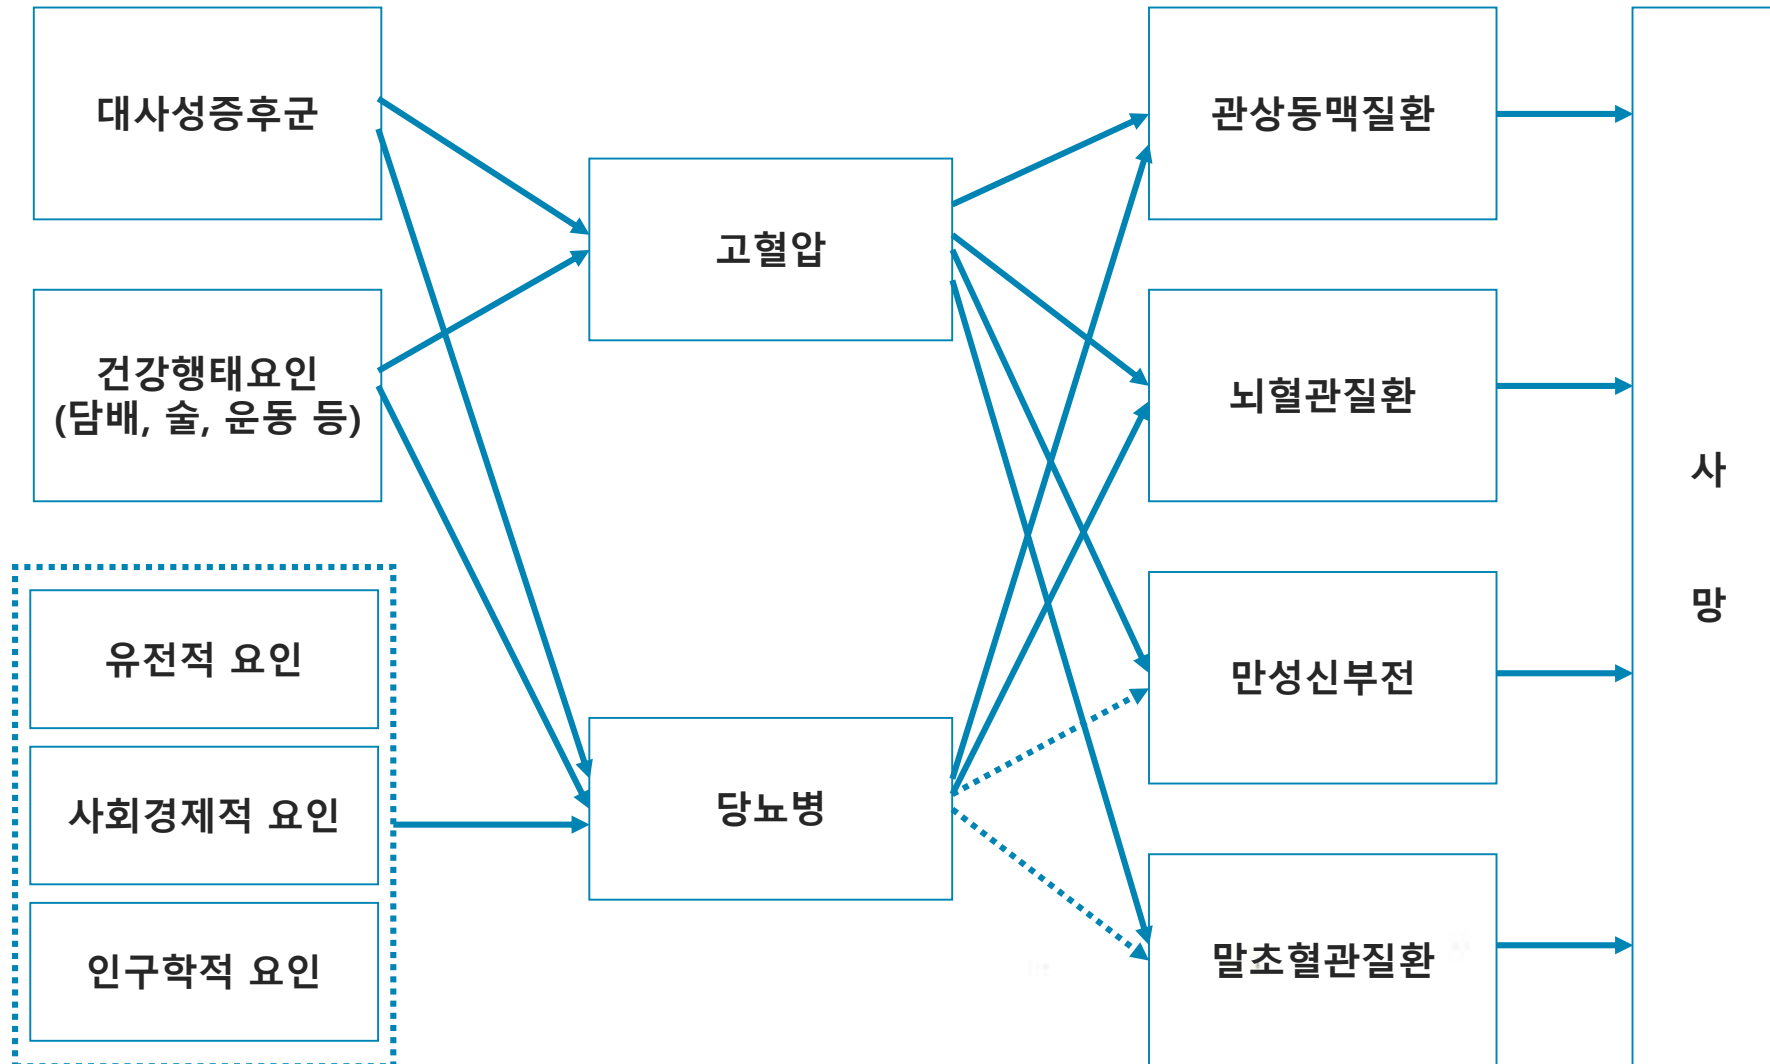 대사성증후군
건강행태요인
(담배, 술, 운동 등)
유전적 요인
사회경제적 요인
인구학적 요인
고혈압
당뇨병
관상동맥질환
뇌혈관질환
만성신부전
말초혈관질환
사
망